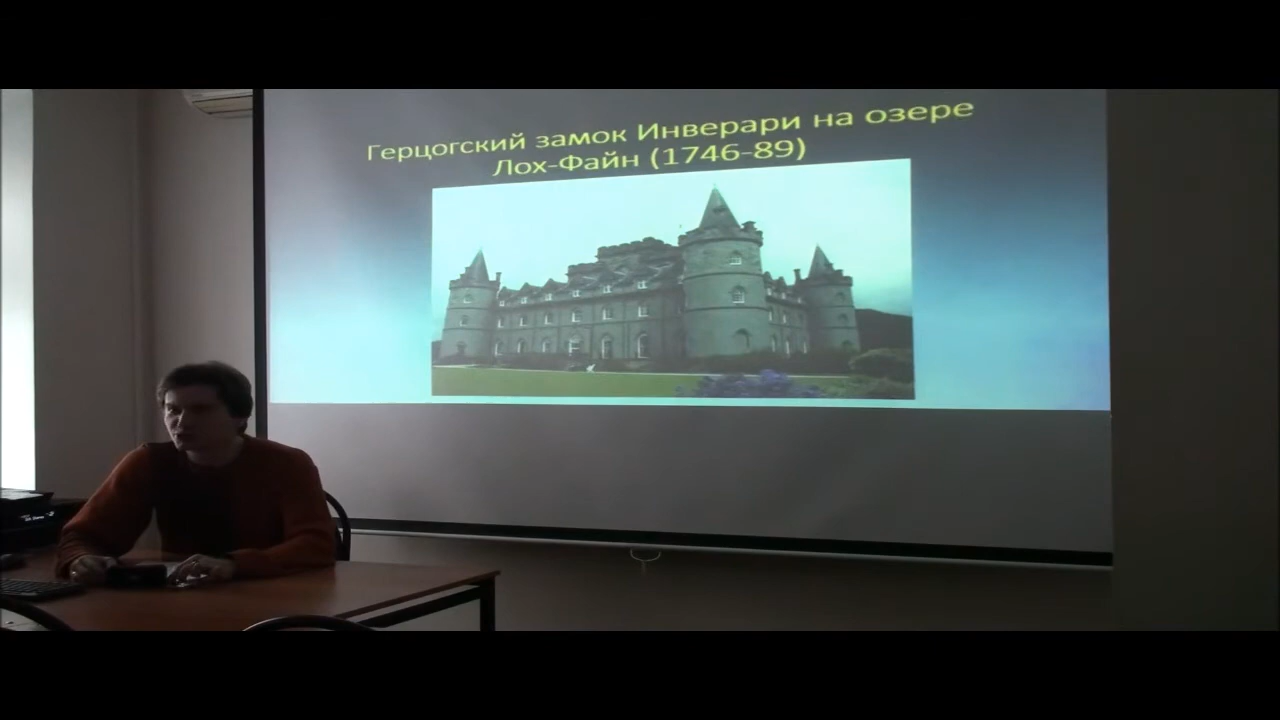 Герцогский замок Инверари на озере
Лох-Файн (1746-89)